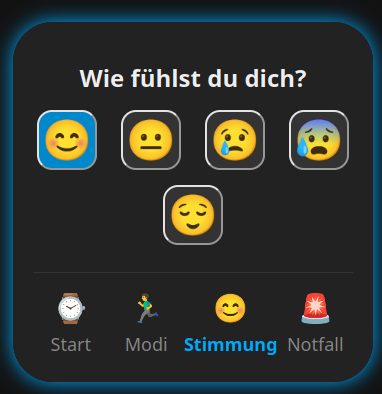 Wie fühlst du dich?
Start Modi Stimmung Notfall